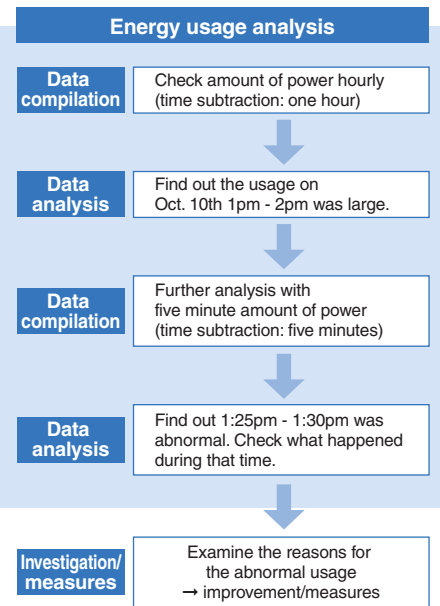 Energy usage analysis
Data
compilation
Check amount of power hourly
(time subtraction: one hour)
Data
analysis
Find out the usage on
Oct. 10th 1pm - 2pm was large.
Data
compilation
Further analysis with
five minute amount of power
(time subtraction: five minutes)
Data
analysis
Find out 1:25pm - 1:30pm was
abnormal. Check what happened
during that time.
Investigation/
measures
Examine the reasons for
the abnormal usage
→ improvement/measures